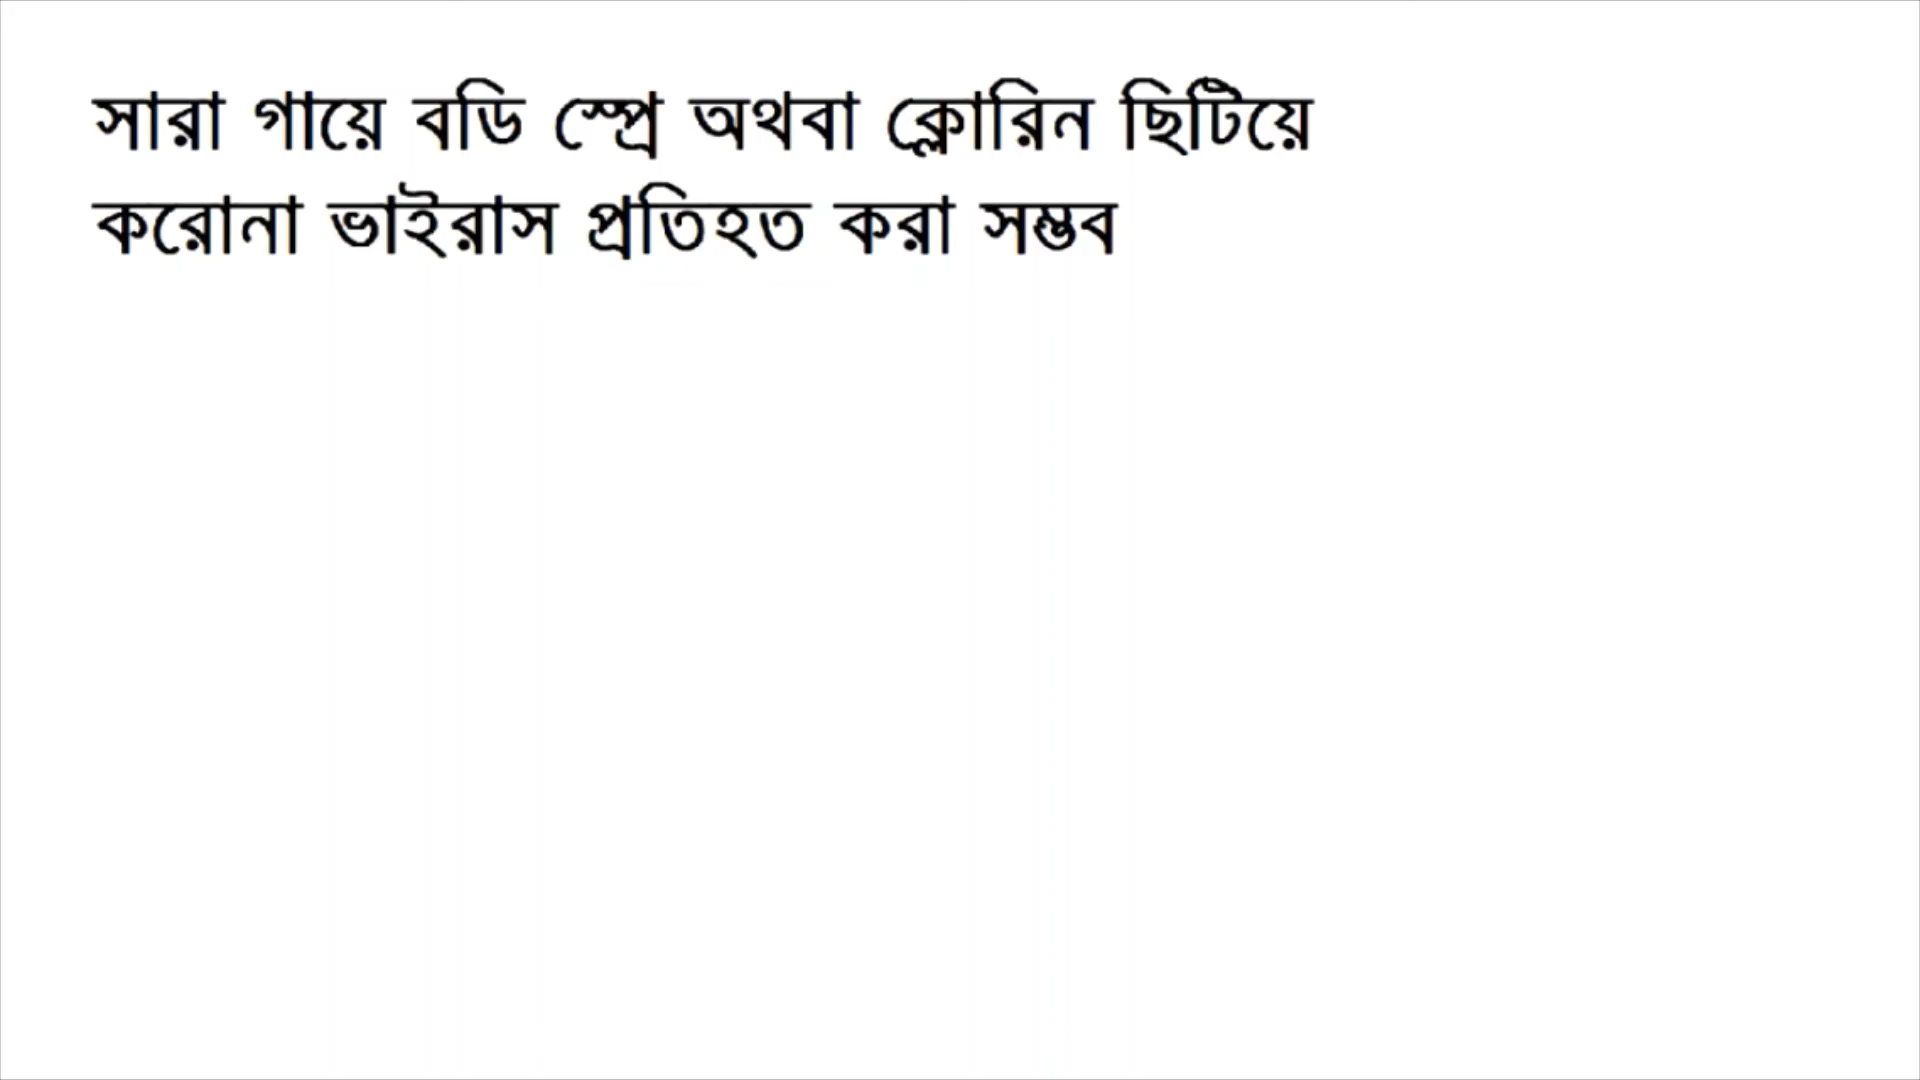 সারা গায়ে বডি স্প্রে অথবা ক্লোরিন ছিটিয়ে
করোনা ভাইরাস প্রতিহত করা সম্ভব